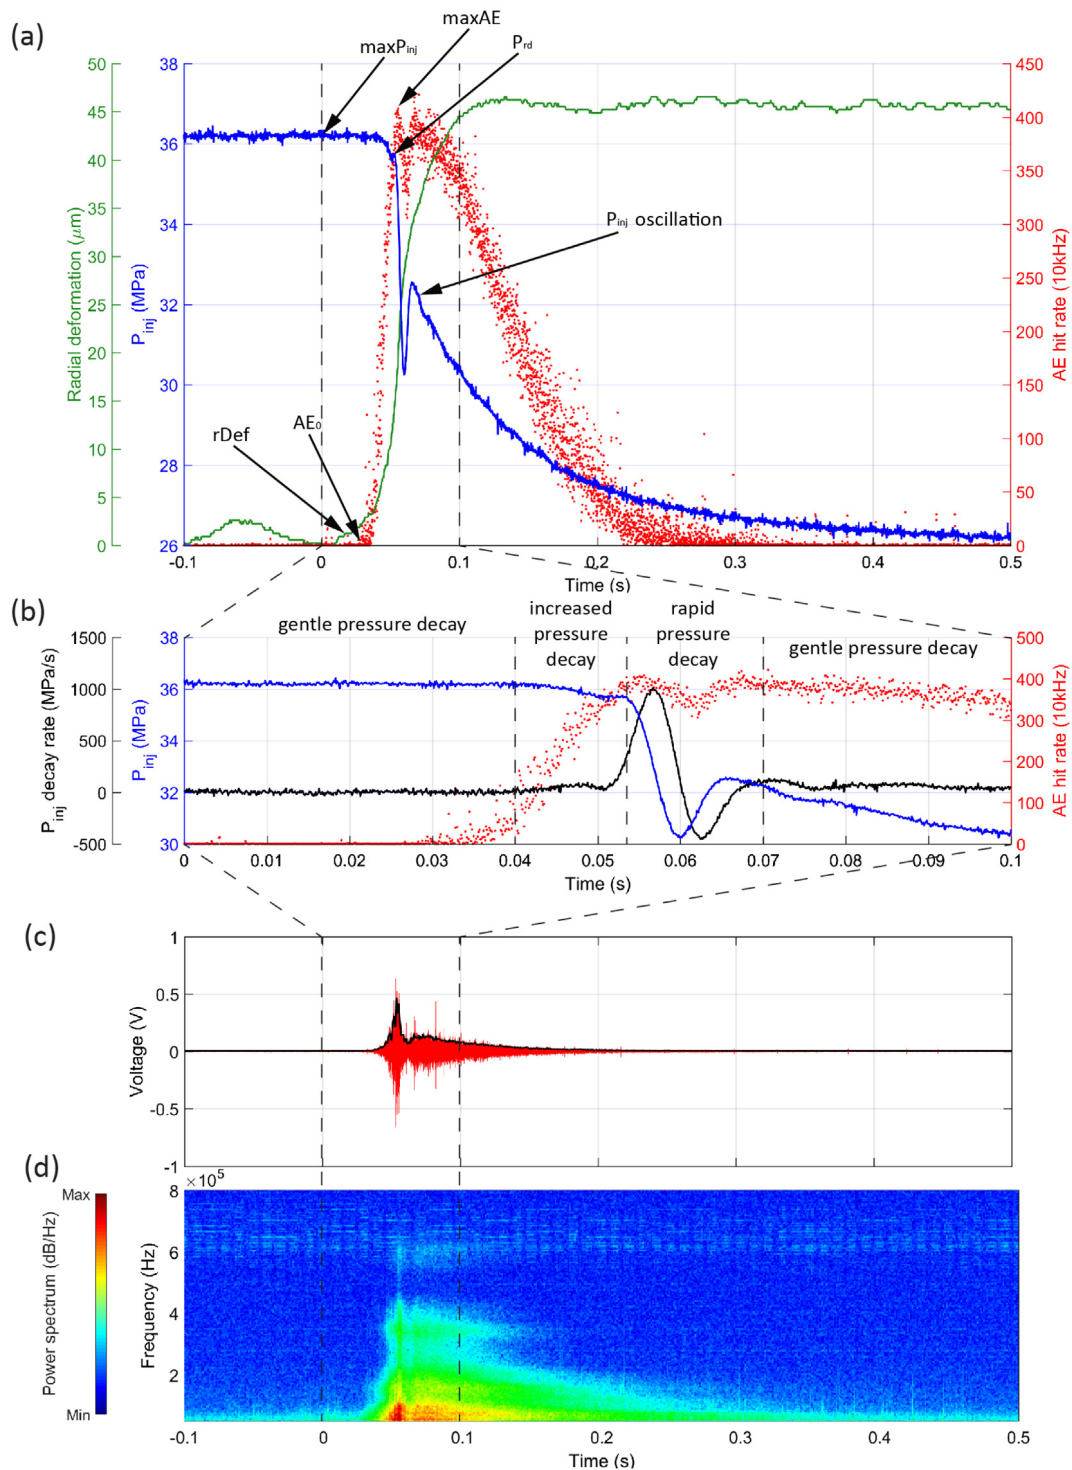 (a)
maxAE
maxPinj
Prd
50
45
40
35
30
25
20
15
10
5
0
Radial deformation (μm)
38
36
34
32
30
28
26
Pinj (MPa)
450
400
350
300
250
200
150
100
50
0
AE hit rate (10kHz)
Pinj oscillation
rDef
AE0
-0.1
0
0.1
0.2
0.3
0.4
0.5
Time (s)
(b)
gentle pressure decay
increased
pressure
decay
rapid
pressure
decay
gentle pressure decay
1500
1000
500
0
-500
Pinj decay rate (MPa/s)
38
36
34
32
30
Pinj (MPa)
500
400
300
200
100
0
AE hit rate (10kHz)
0
0.01
0.02
0.03
0.04
0.05
0.06
0.07
0.08
0.09
0.1
Time (s)
(c)
1
0.5
0
-0.5
-1
Voltage (V)
(d)
Max
Min
Power spectrum (dB/Hz)
×10⁵
8
6
4
2
Frequency (Hz)
-0.1
0
0.1
0.2
0.3
0.4
0.5
Time (s)